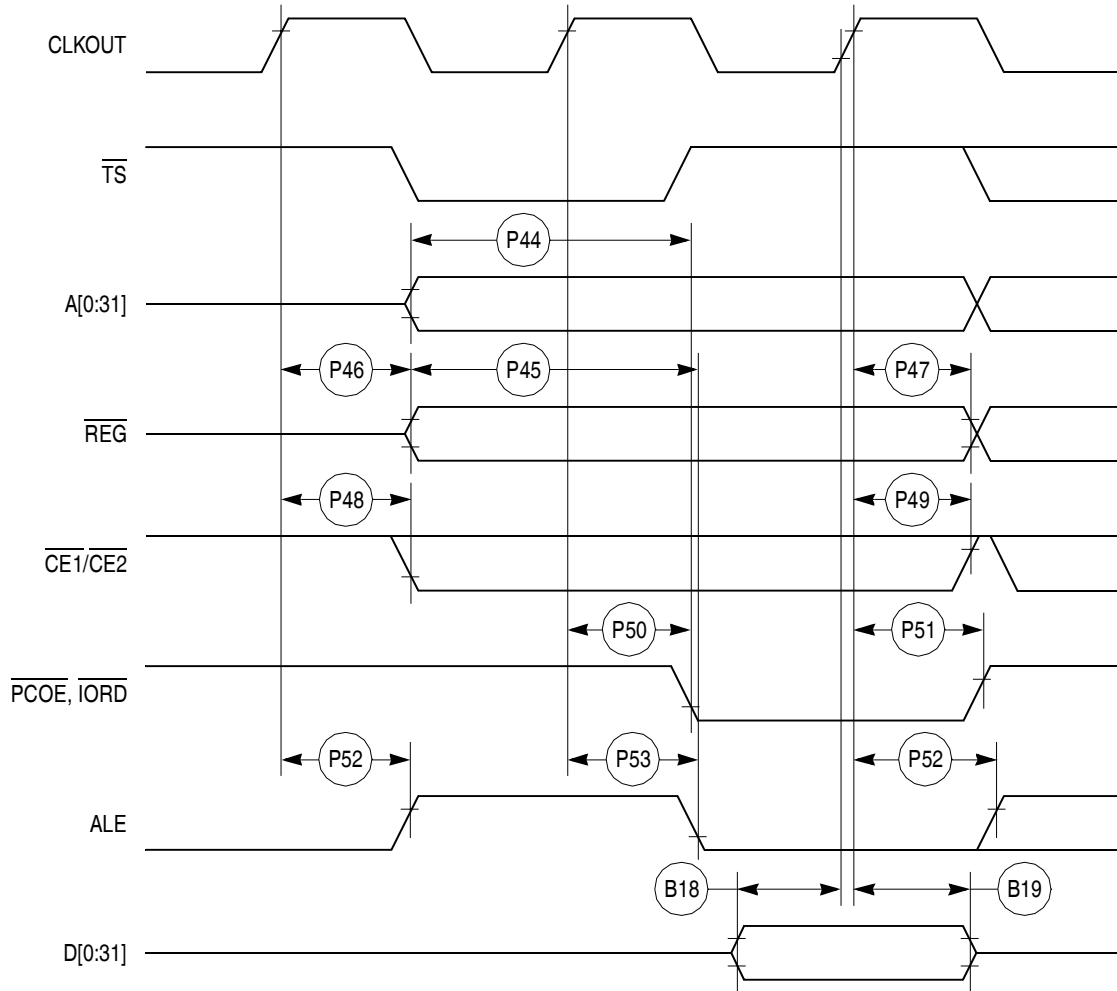 CLKOUT
TS
P44
A[0:31]
P46 P45 P47
REG
P48 P49
CE1/CE2
P50 P51
PCOE, IORD
P52 P53 P52
ALE
B18 B19
D[0:31]